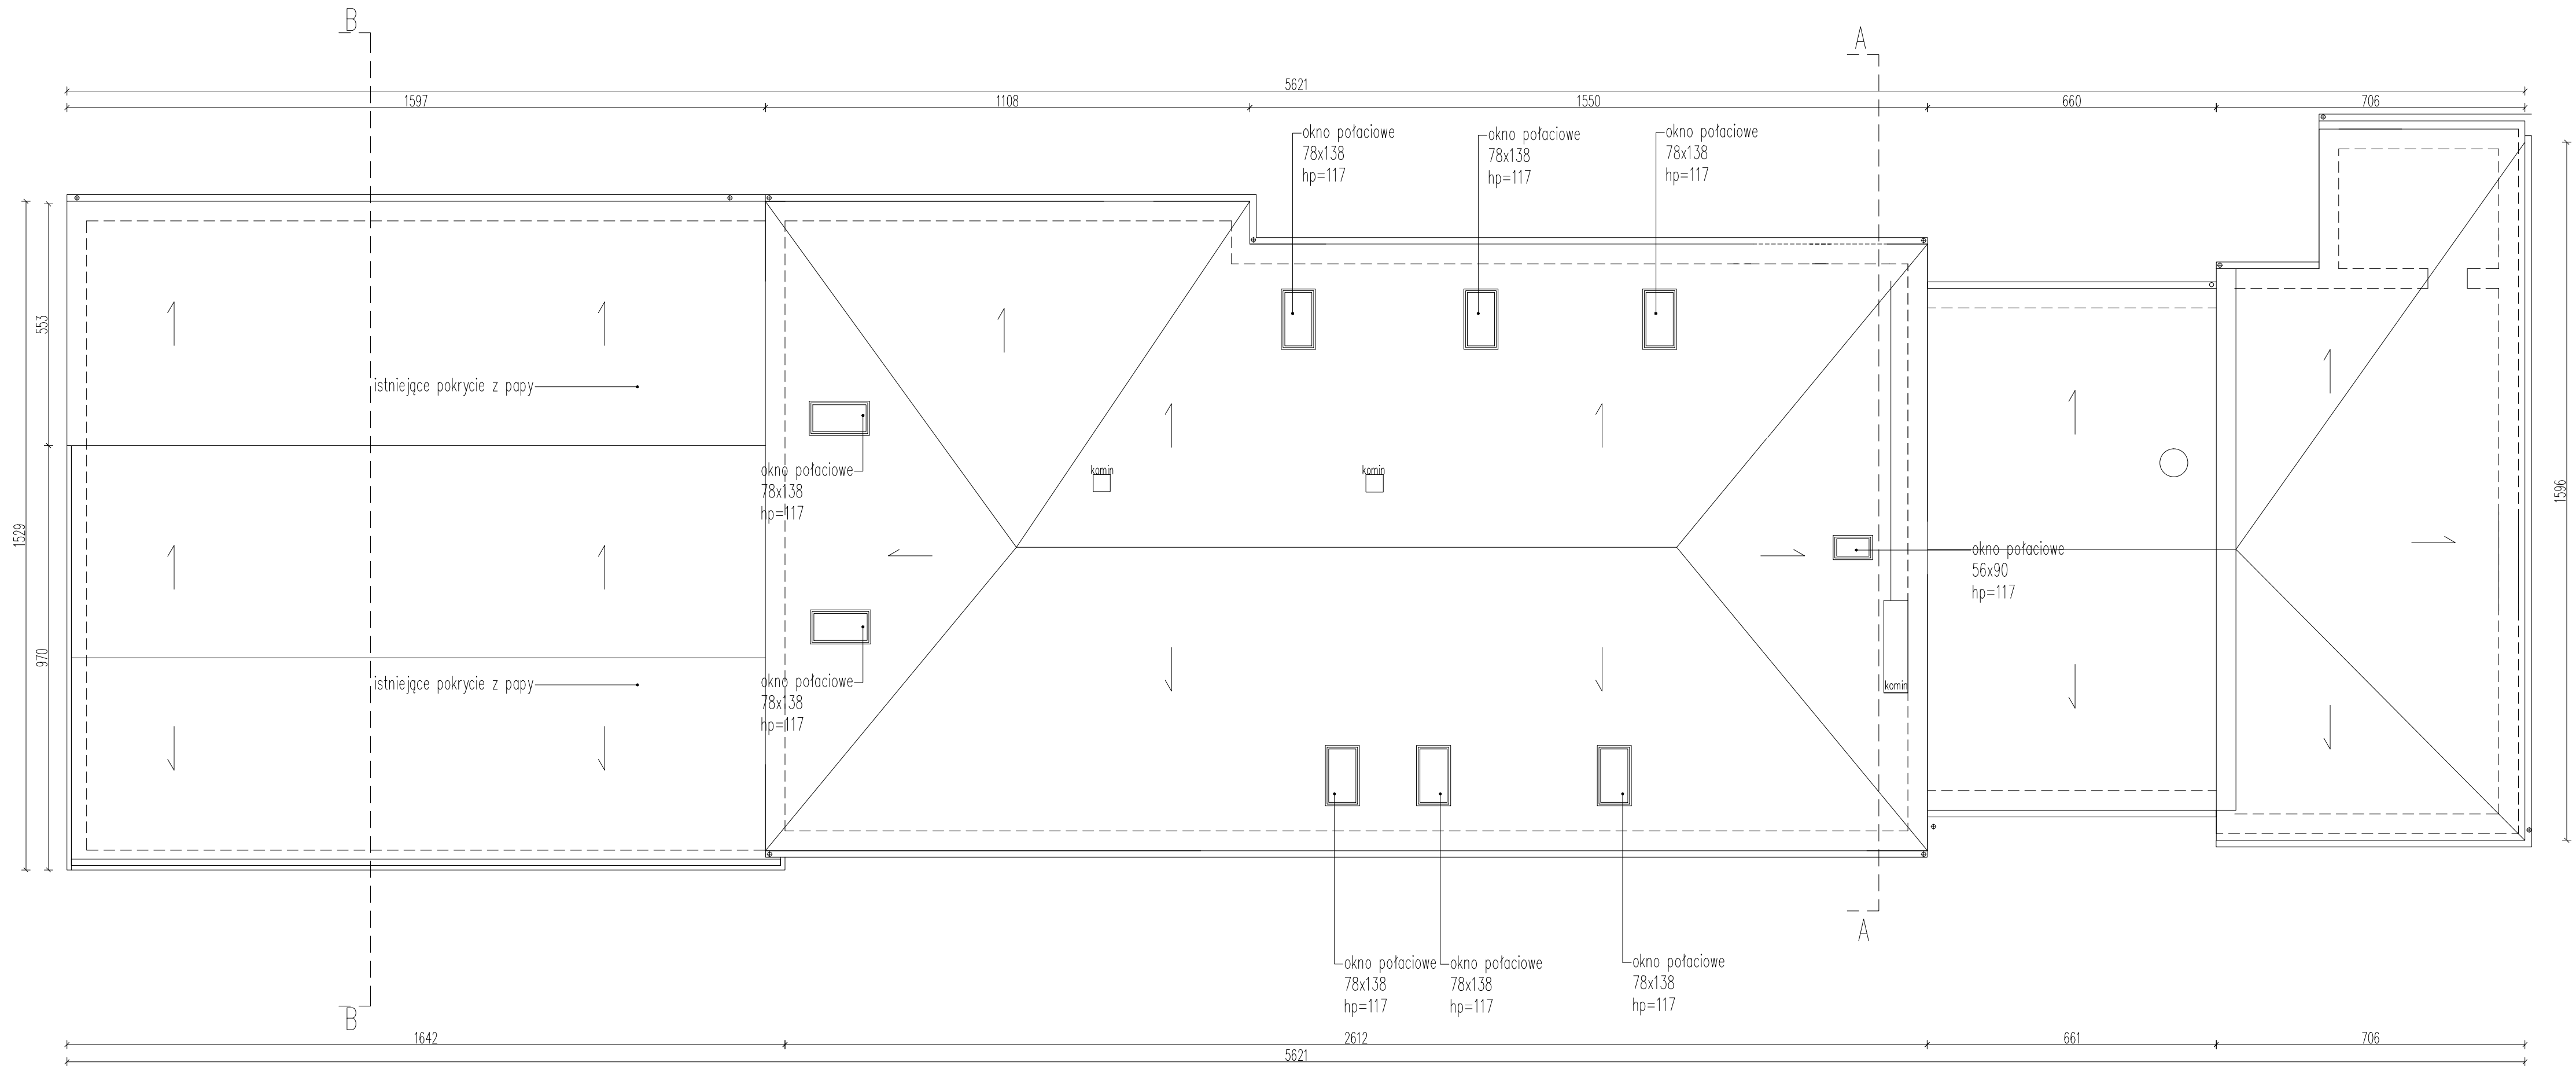 B
A
5621
1597
1108
1550
660
706
okno połaciowe
78x138
hp=117
okno połaciowe
78x138
hp=117
okno połaciowe
78x138
hp=117
553
istniejące pokrycie z papy
okno połaciowe
78x138
hp=117
komin
komin
1596
1529
okno połaciowe
56x90
hp=117
970
istniejące pokrycie z papy
okno połaciowe
78x138
hp=117
komin
A
okno połaciowe
78x138
hp=117
okno połaciowe
78x138
hp=117
okno połaciowe
78x138
hp=117
B
1642
2612
661
706
5621